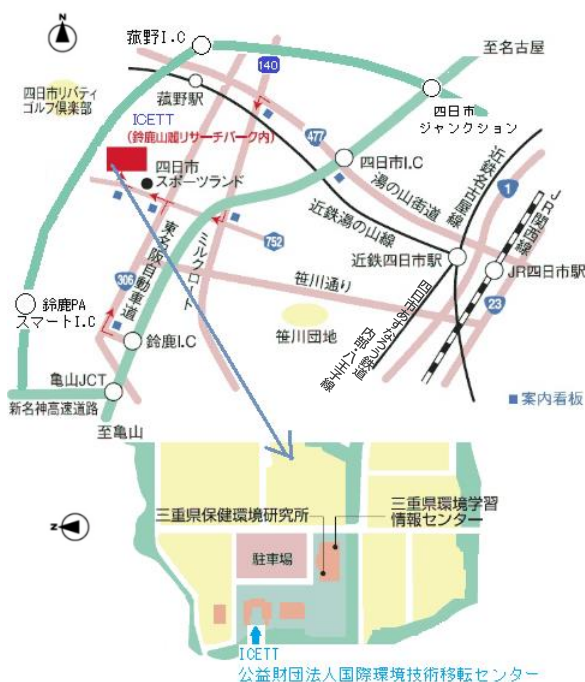 N
菰野I.C
140
至名古屋
四日市リバティ
ゴルフ倶楽部
菰野駅
四日市
ジャンクション
ICETT
(鈴鹿山麓リサーチパーク内)
477
四日市I.C
四日市
スポーツランド
湯の山街道
近鉄名古屋線
1
JR関西線
近鉄湯の山線
東名阪自動車道
ミルクロード
752
近鉄四日市駅
JR四日市駅
306
笹川通り
23
鈴鹿PA
スマートI.C
四日市あすなろう鉄道
内部・八王子線
笹川団地
鈴鹿I.C
亀山JCT
新名神高速道路
■案内看板
至亀山
三重県環境学習
情報センター
三重県保健環境研究所
N
駐車場
ICETT
公益財団法人国際環境技術移転センター